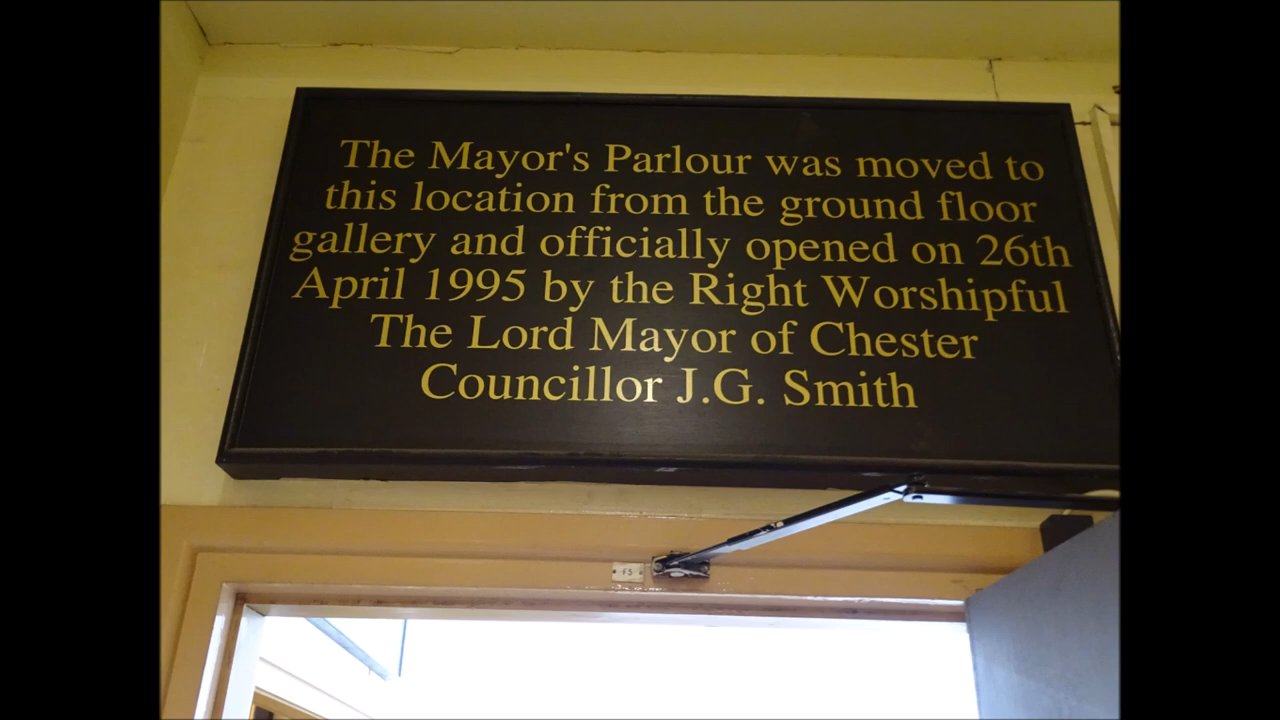 The Mayor's Parlour was moved to
this location from the ground floor
gallery and officially opened on 26th
April 1995 by the Right Worshipful
The Lord Mayor of Chester
Councillor J.G. Smith